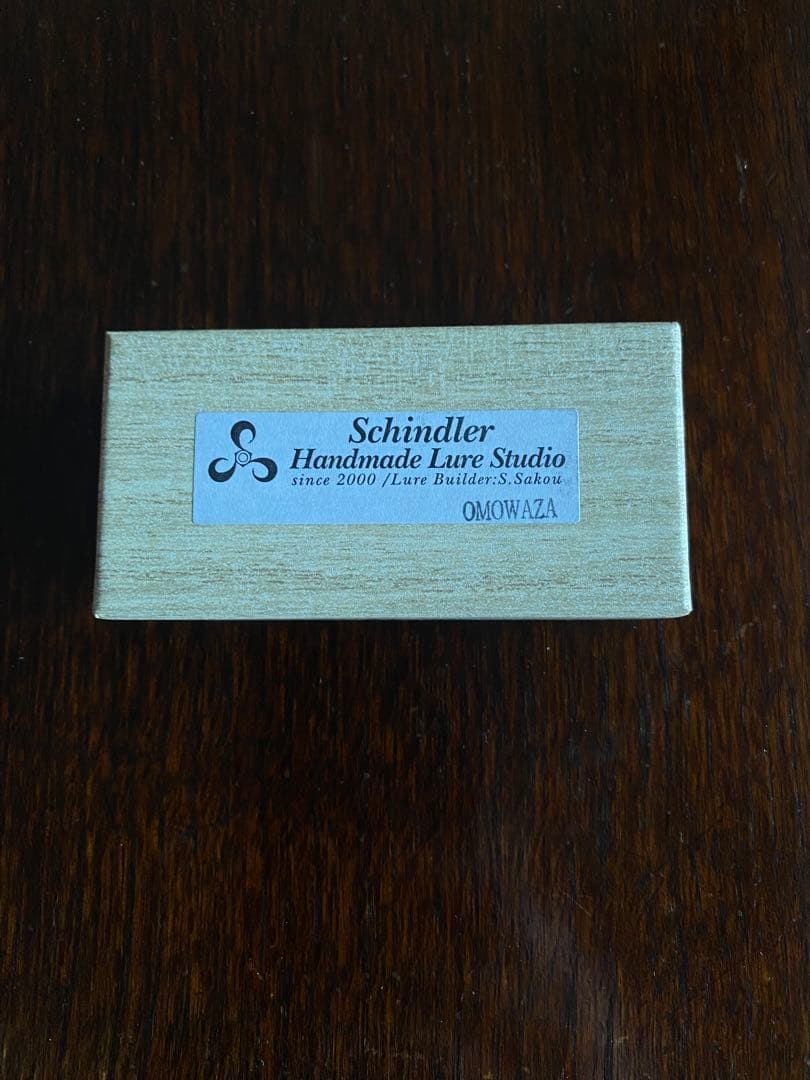 Schindler
Handmade Lure Studio
since 2000 /Lure Builder:S.Sakou
OMOWAZA